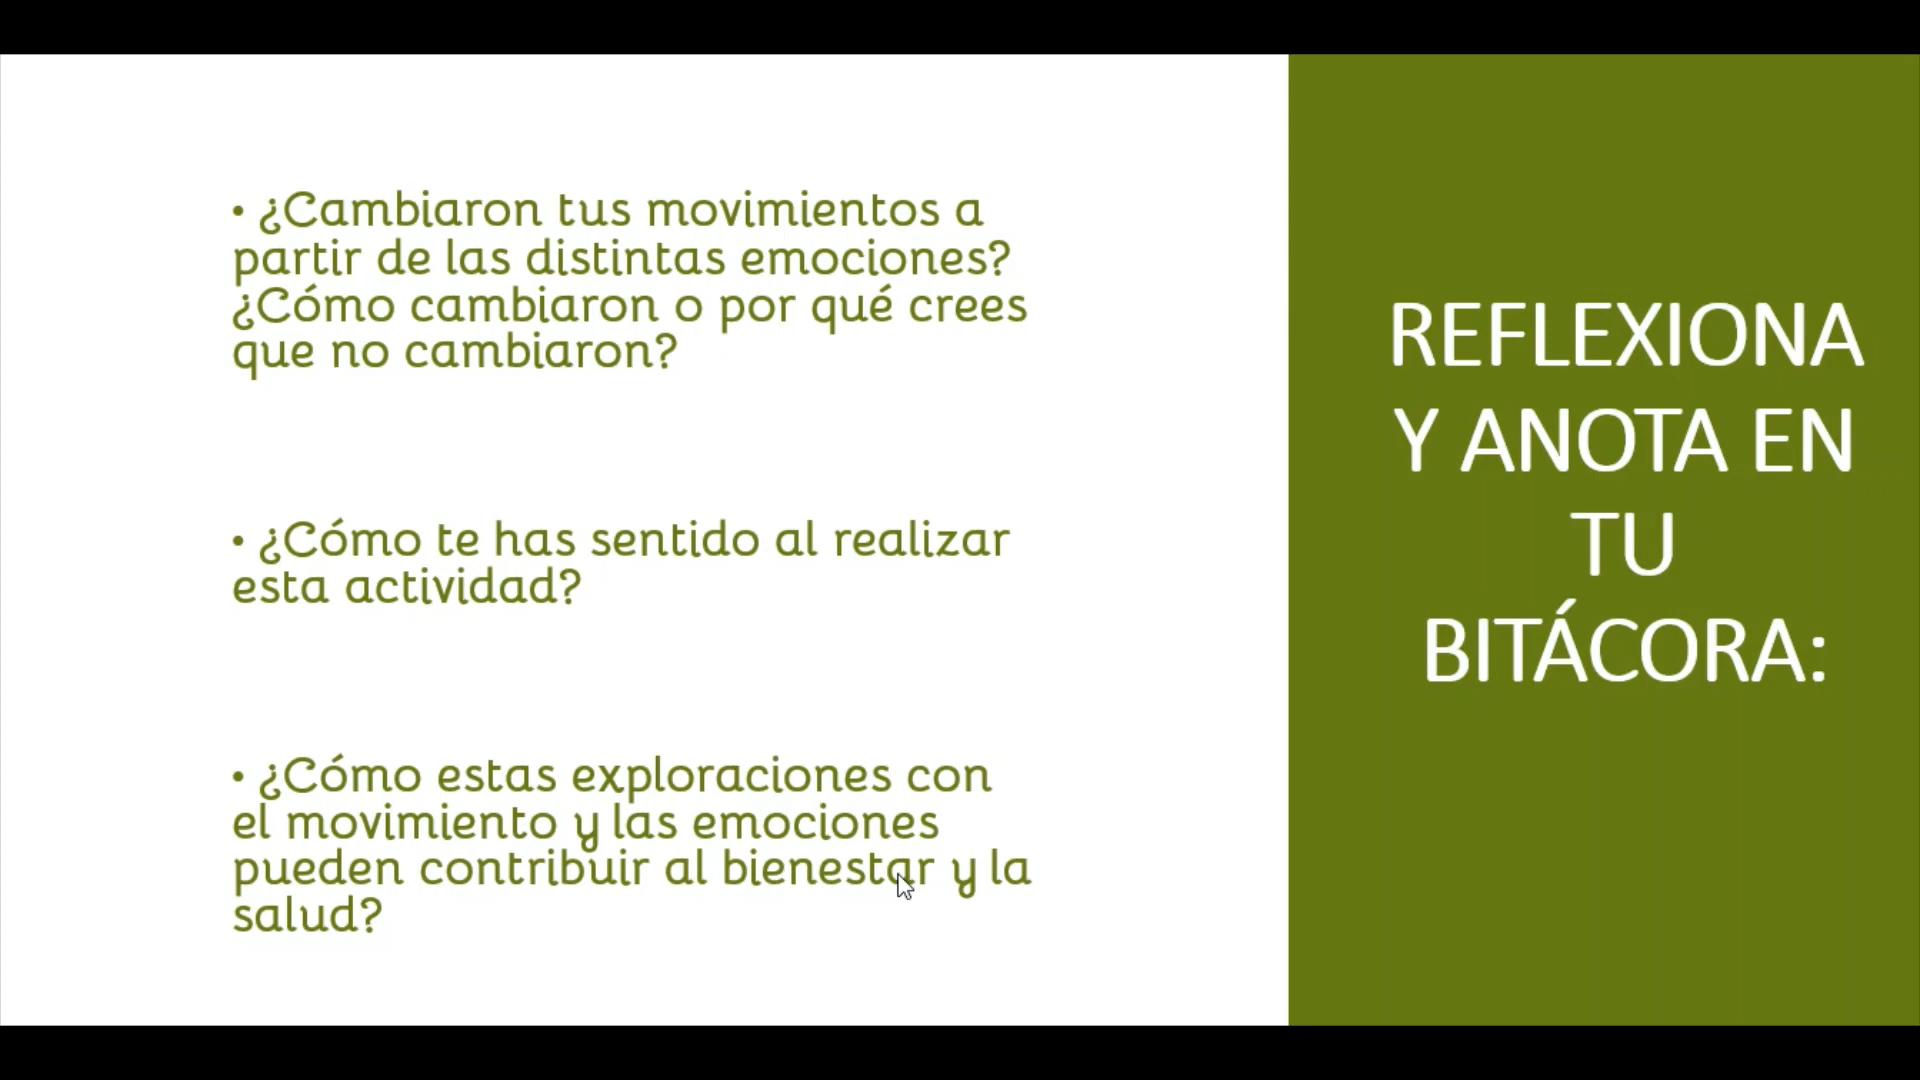 • ¿Cambiaron tus movimientos a
partir de las distintas emociones?
¿Cómo cambiaron o por qué crees
que no cambiaron?
• ¿Cómo te has sentido al realizar
esta actividad?
• ¿Cómo estas exploraciones con
el movimiento y las emociones
pueden contribuir al bienestar y la
salud?
REFLEXIONA
Y ANOTA EN
TU
BITÁCORA: